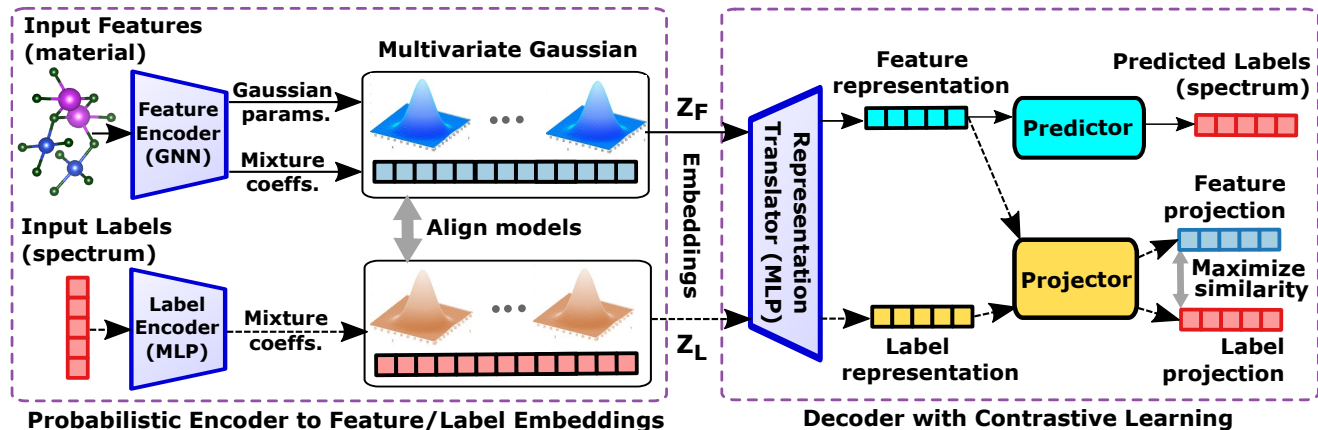 Input Features
(material)
Feature
Encoder
(GNN)
Gaussian
params.
Mixture
coeffs.
Multivariate Gaussian
Align models
Input Labels
(spectrum)
Label
Encoder
(MLP)
Mixture
coeffs.
Probabilistic Encoder to Feature/Label Embeddings
ZF
Embeddings
ZL
Representation
Translator (MLP)
Feature
representation
Predictor
Predicted Labels
(spectrum)
Projector
Feature
projection
Maximize
similarity
Label
representation
Label
projection
Decoder with Contrastive Learning